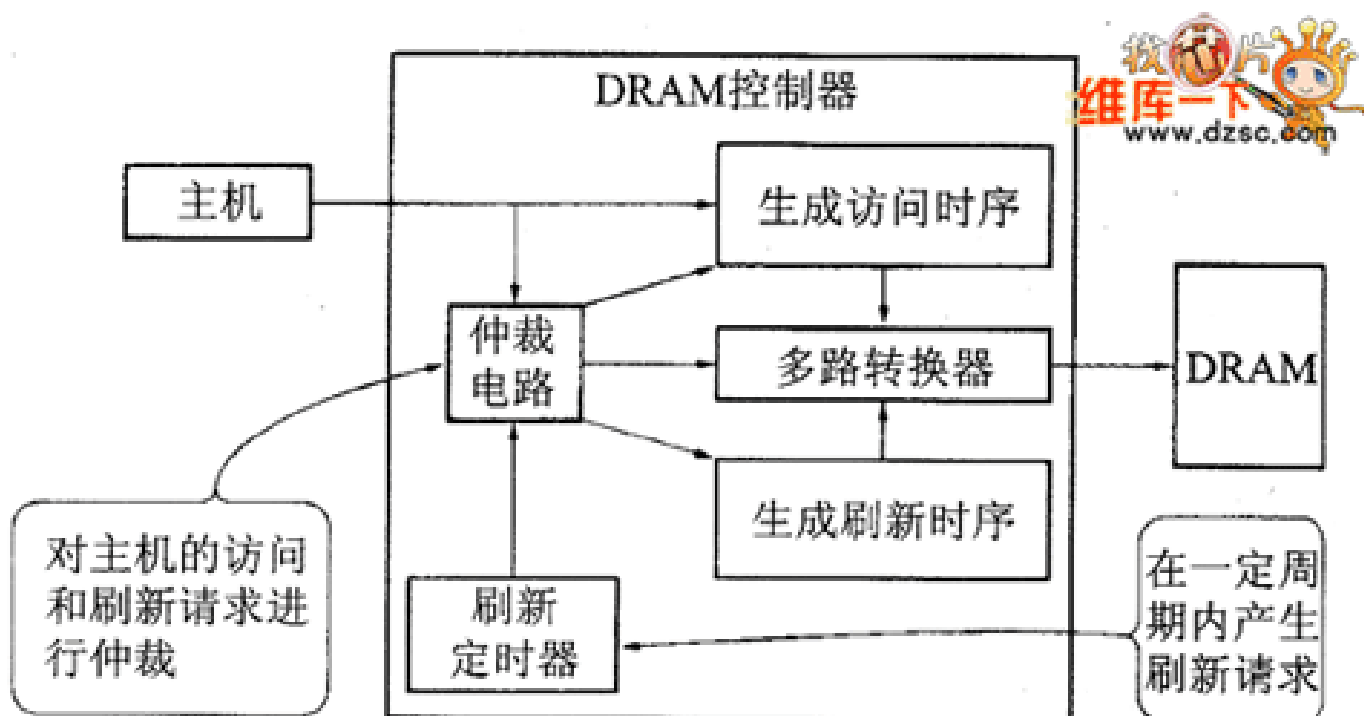 找芯片
维库一下
www.dzsc.com
DRAM控制器
主机
生成访问时序
仲裁
电路
多路转换器
DRAM
生成刷新时序
对主机的访问
和刷新请求进
行仲裁
刷新
定时器
在一定周
期内产生
刷新请求